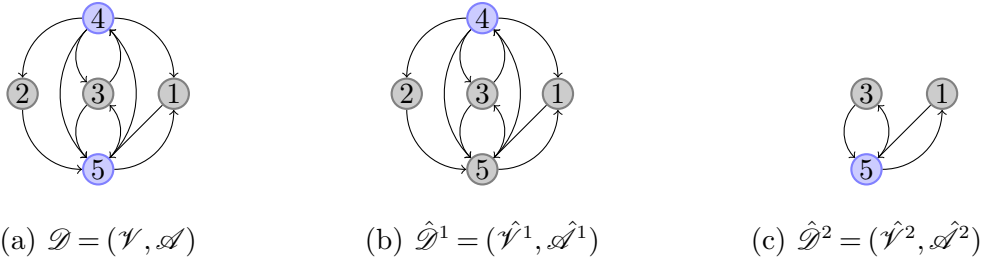 4 4
2 3 1 2 3 1 3 1
5 5 5
(a) 𝒟 = (𝒱, 𝒜) (b) 𝒟̂¹ = (𝒱̂¹, 𝒜̂¹) (c) 𝒟̂² = (𝒱̂², 𝒜̂²)